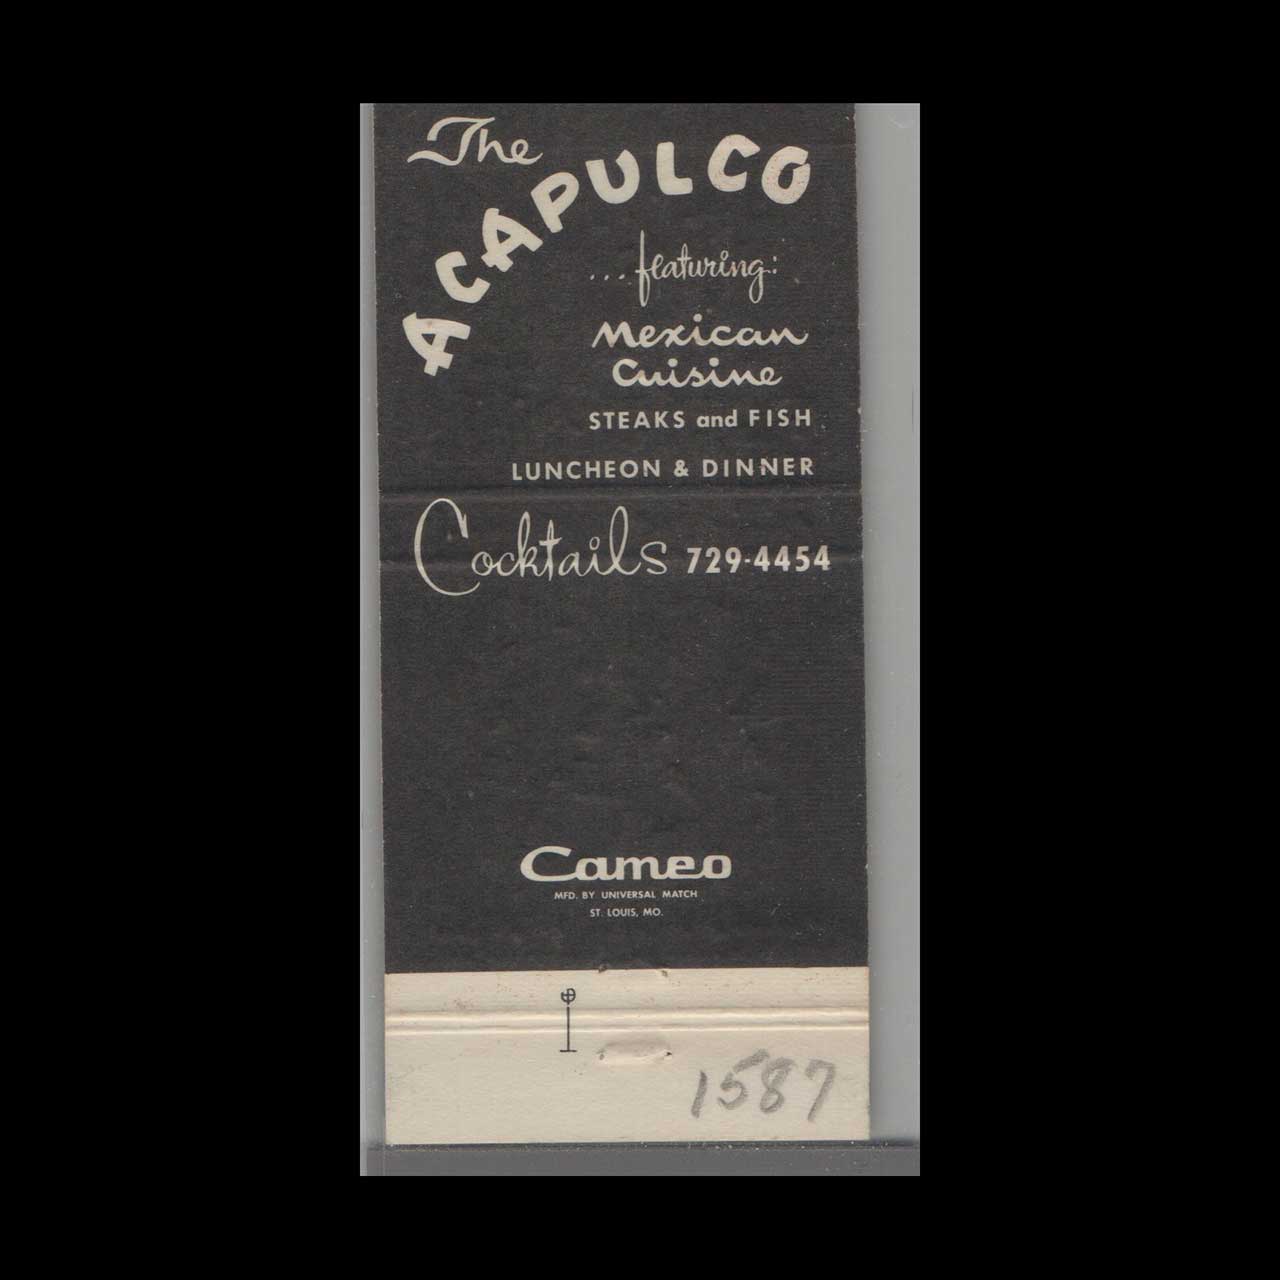 The
ACAPULCO
...featuring:
Mexican
Cuisine
STEAKS and FISH
LUNCHEON & DINNER
Cocktails 729-4454
Cameo
MFD. BY UNIVERSAL MATCH
ST. LOUIS, MO.
1587